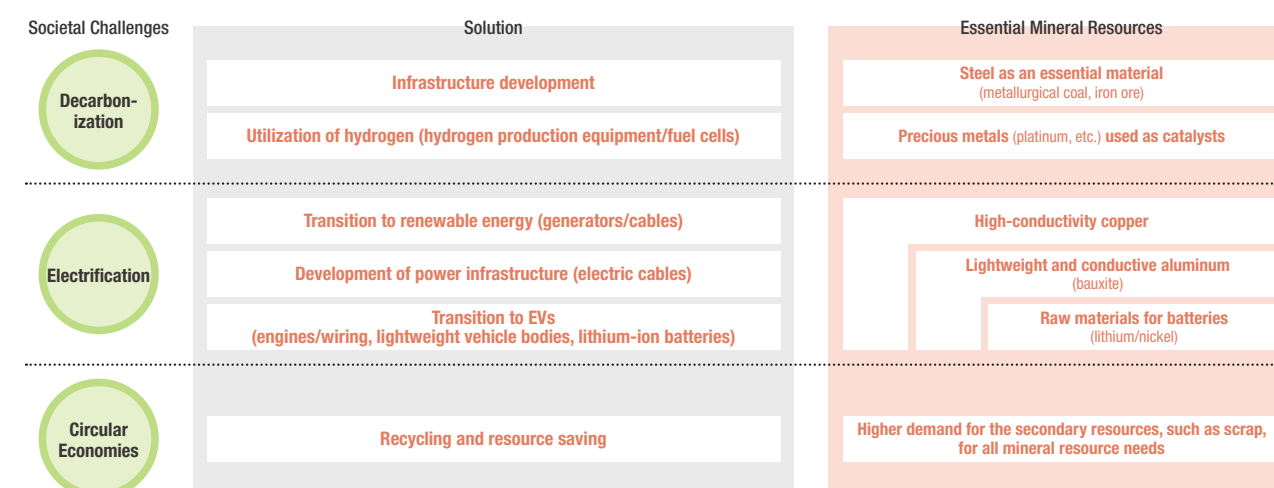 Societal Challenges
Solution
Essential Mineral Resources
Decarbon-
ization
Infrastructure development
Steel as an essential material
(metallurgical coal, iron ore)
Utilization of hydrogen (hydrogen production equipment/fuel cells)
Precious metals (platinum, etc.) used as catalysts
Electrification
Transition to renewable energy (generators/cables)
High-conductivity copper
Development of power infrastructure (electric cables)
Lightweight and conductive aluminum
(bauxite)
Transition to EVs
(engines/wiring, lightweight vehicle bodies, lithium-ion batteries)
Raw materials for batteries
(lithium/nickel)
Circular
Economies
Recycling and resource saving
Higher demand for the secondary resources, such as scrap,
for all mineral resource needs